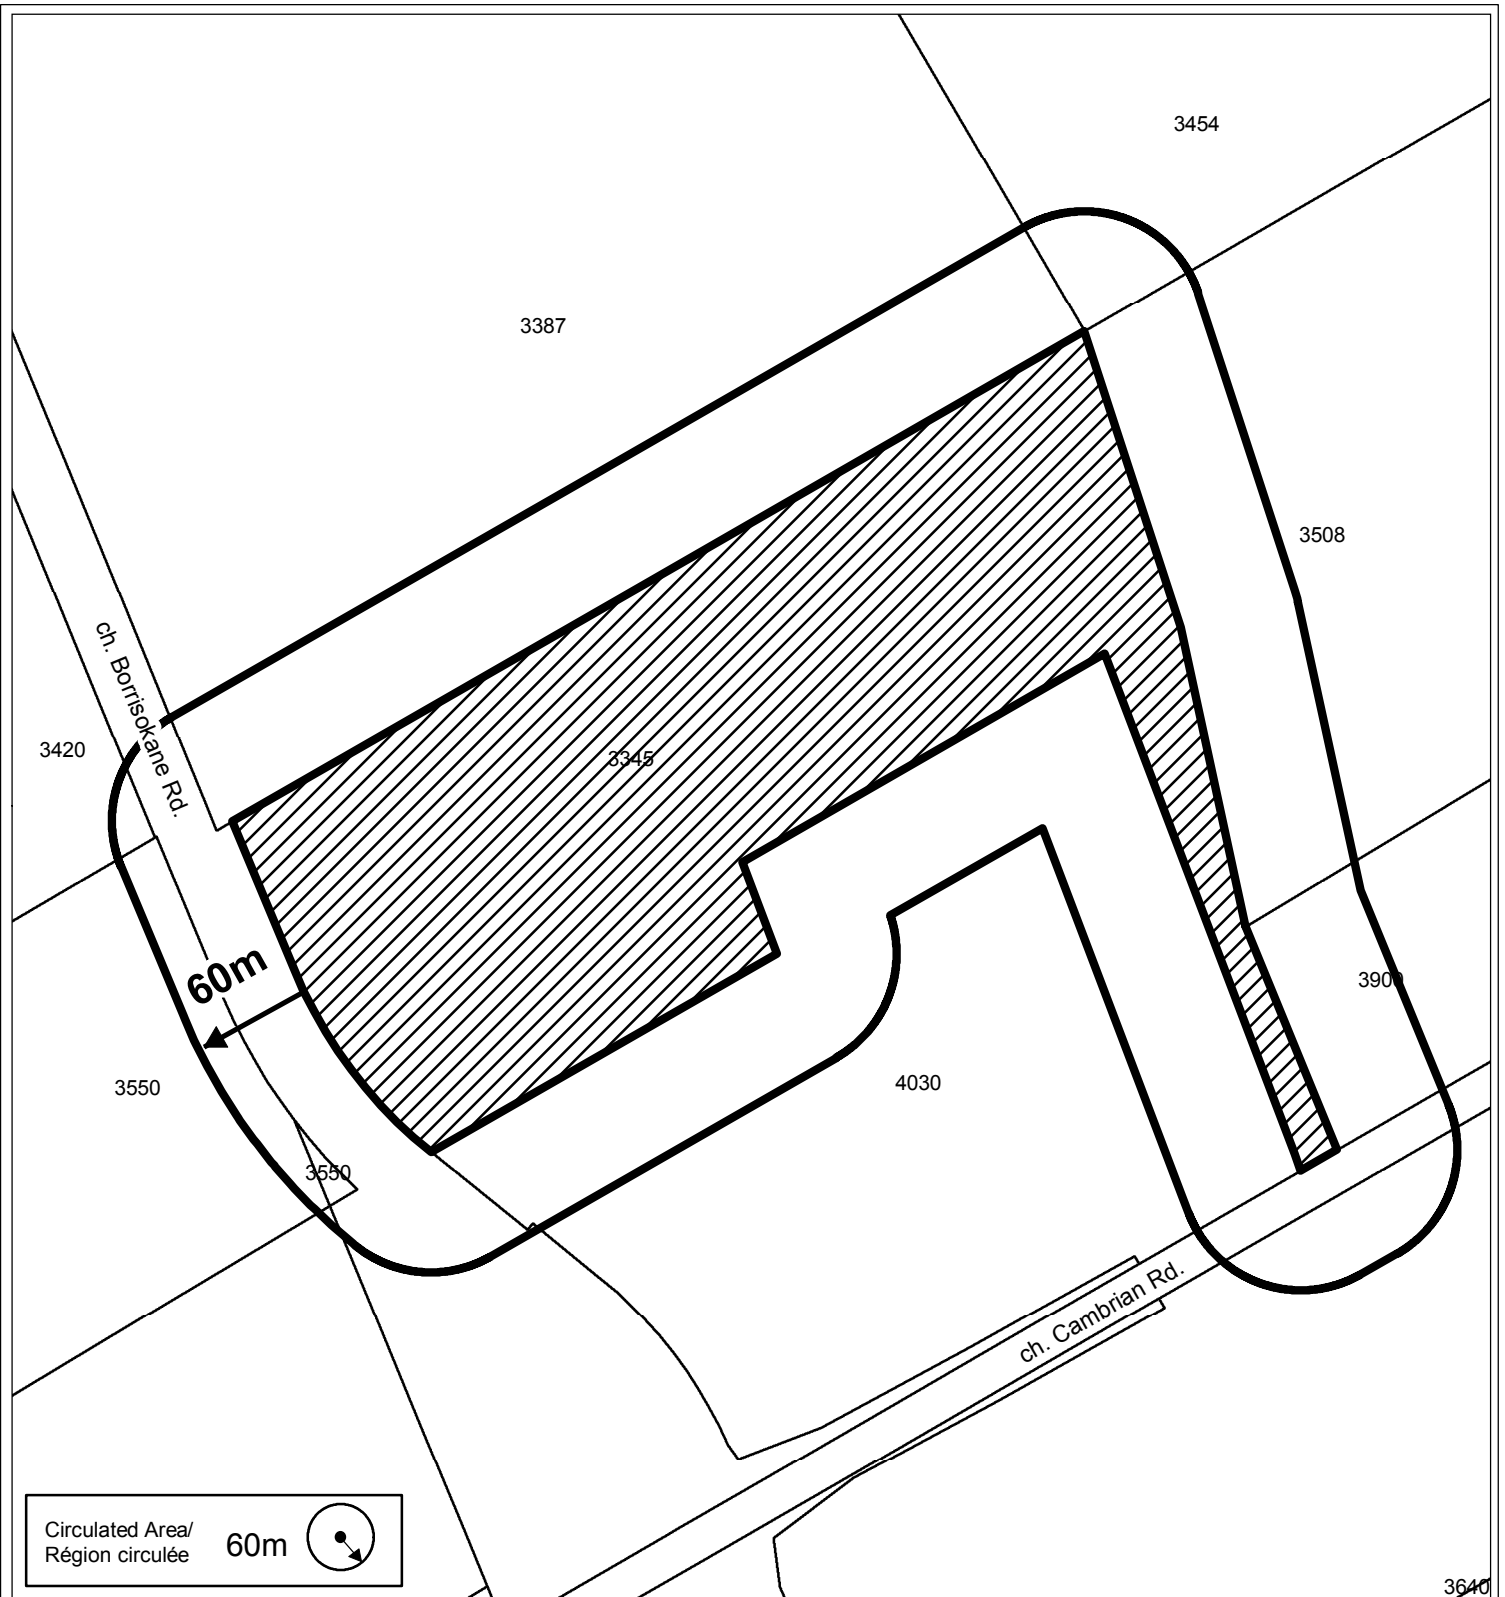 3454
3387
3508
ch. Borrisokane Rd.
3420
3345
60m
3900
3550
4030
3550
ch. Cambrian Rd.
Circulated Area/
Région circulée
60m
3640